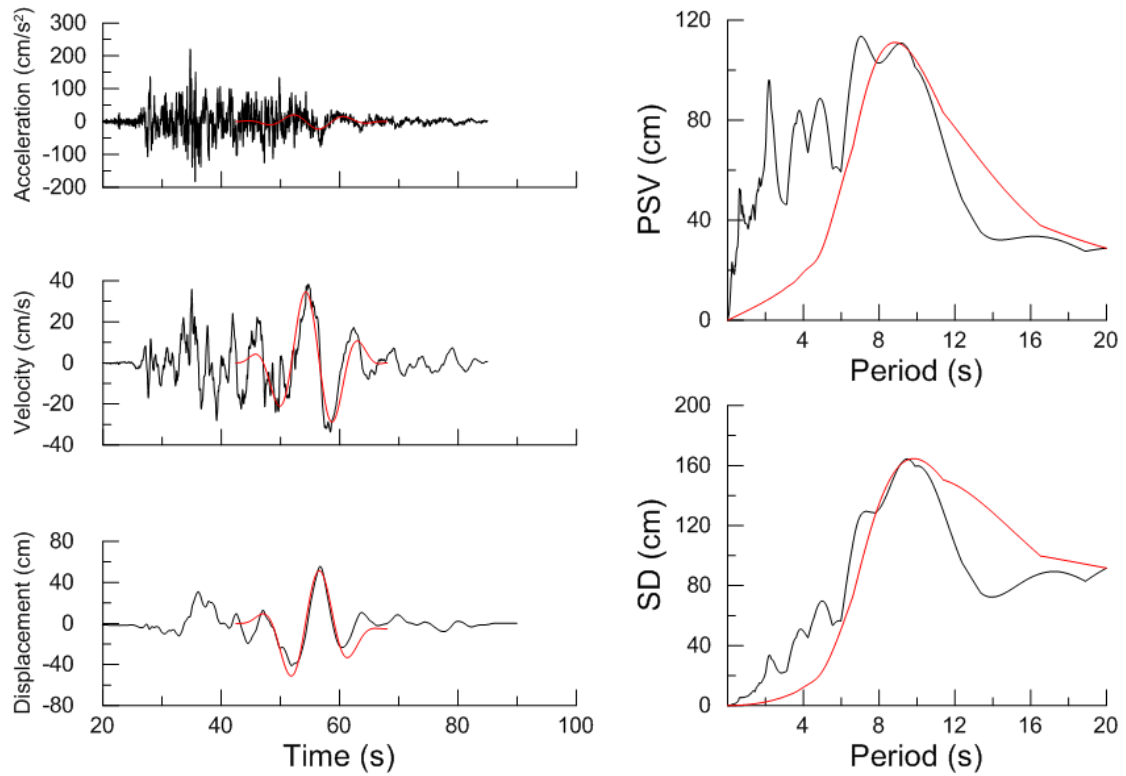 Acceleration (cm/s²)
300
200
100
0
-100
-200
Velocity (cm/s)
40
20
0
-20
-40
Displacement (cm)
80
40
0
-40
-80
20 40 60 80 100
Time (s)
PSV (cm)
120
80
40
0
4 8 12 16 20
Period (s)
SD (cm)
200
160
120
80
40
0
4 8 12 16 20
Period (s)